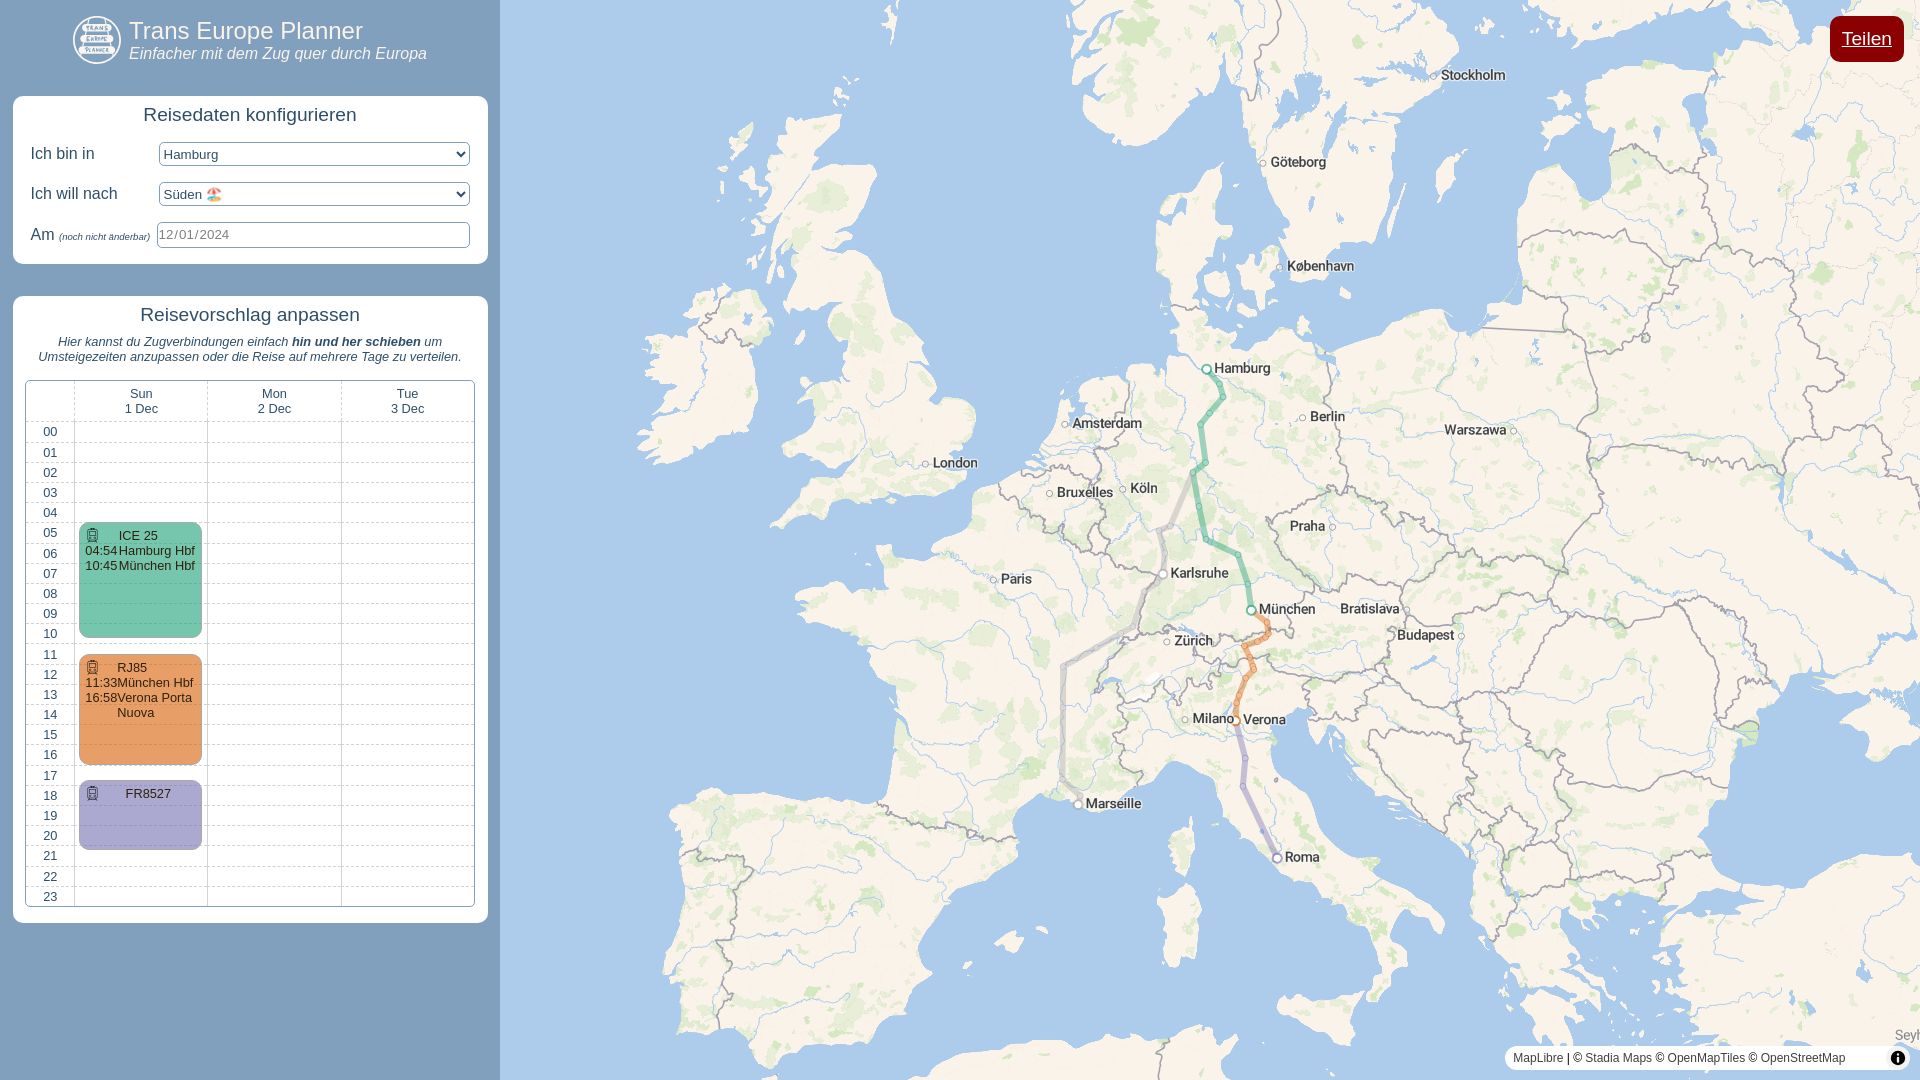 TRANS
EUROPE
PLANNER
Trans Europe Planner
Einfacher mit dem Zug quer durch Europa
Reisedaten konfigurieren
Ich bin in
Hamburg
Ich will nach
Süden 🏖️
Am (noch nicht änderbar)
12/01/2024
Reisevorschlag anpassen
Hier kannst du Zugverbindungen einfach hin und her schieben um
Umsteigezeiten anzupassen oder die Reise auf mehrere Tage zu verteilen.
Sun
1 Dec
Mon
2 Dec
Tue
3 Dec
00
01
02
03
04
05
06
07
08
09
10
11
12
13
14
15
16
17
18
19
20
21
22
23
ICE 25
04:54 Hamburg Hbf
10:45 München Hbf
RJ85
11:33 München Hbf
16:58 Verona Porta
Nuova
FR8527
Teilen
Stockholm
Göteborg
København
Hamburg
Berlin
Amsterdam
Warszawa
London
Köln
Bruxelles
Praha
Karlsruhe
Paris
München
Bratislava
Budapest
Zürich
Milano
Verona
Marseille
Roma
Seyh
MapLibre | © Stadia Maps © OpenMapTiles © OpenStreetMap